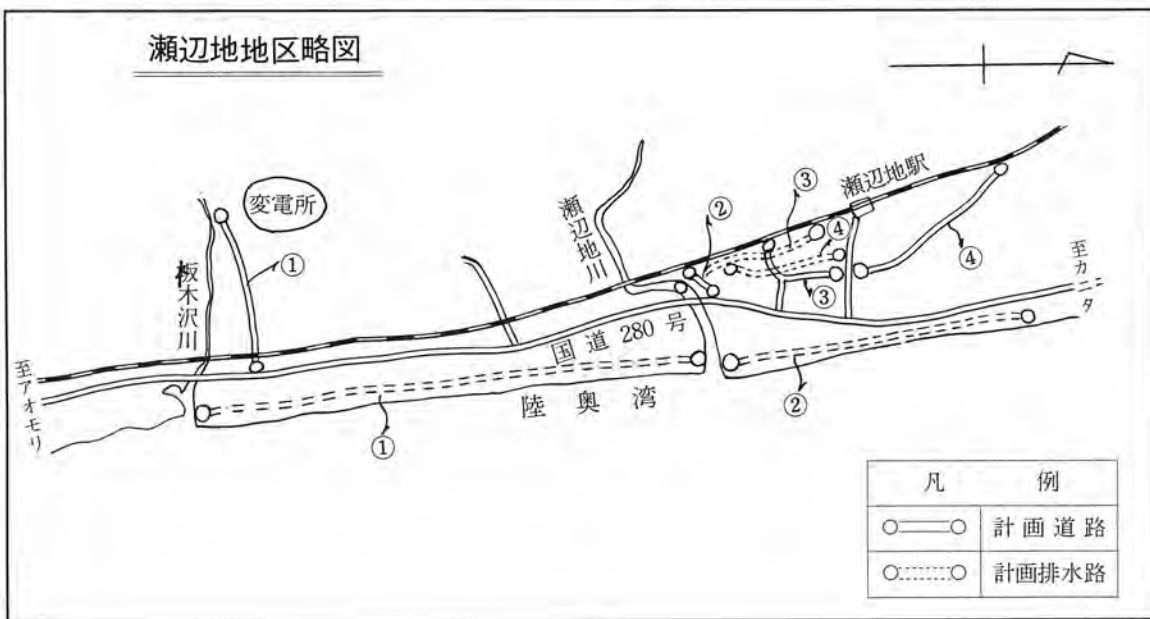 瀬辺地地区略図
変電所
①
板木沢川
瀬辺地川
②
③
④
瀬辺地駅
③
④
至カタ
至アオモリ
国道280号
陸奥湾
①
②
凡例
計画道路
計画排水路